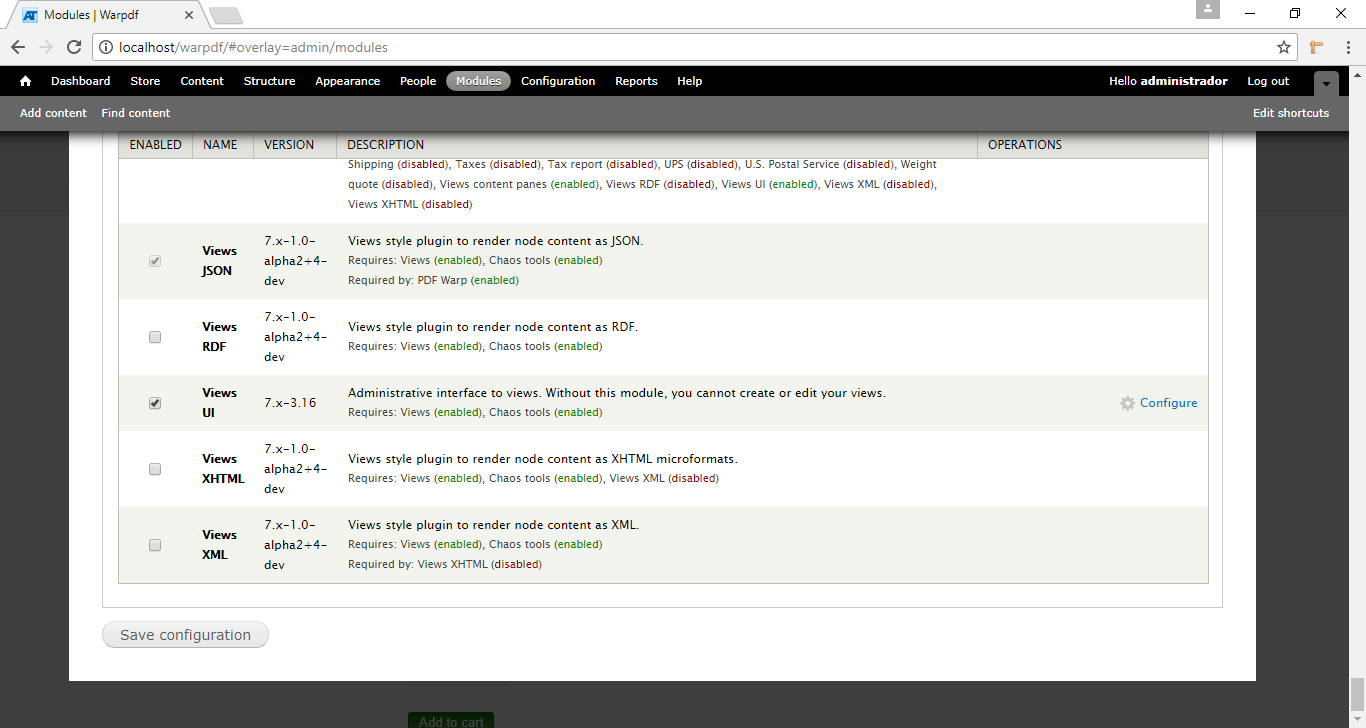 Modules | Warpdf
localhost/warpdf/#overlay=admin/modules
Dashboard Store Content Structure Appearance People Modules Configuration Reports Help Hello administrador Log out
Add content Find content Edit shortcuts
ENABLED NAME VERSION DESCRIPTION OPERATIONS
Shipping (disabled), Taxes (disabled), Tax report (disabled), UPS (disabled), U.S. Postal Service (disabled), Weight
quote (disabled), Views content panes (enabled), Views RDF (disabled), Views UI (enabled), Views XML (disabled),
Views XHTML (disabled)
Views
JSON
7.x-1.0-
alpha2+4-
dev
Views style plugin to render node content as JSON.
Requires: Views (enabled), Chaos tools (enabled)
Required by: PDF Warp (enabled)
Views
RDF
7.x-1.0-
alpha2+4-
dev
Views style plugin to render node content as RDF.
Requires: Views (enabled), Chaos tools (enabled)
Views
UI
7.x-3.16
Administrative interface to views. Without this module, you cannot create or edit your views.
Requires: Views (enabled), Chaos tools (enabled)
Configure
Views
XHTML
7.x-1.0-
alpha2+4-
dev
Views style plugin to render node content as XHTML microformats.
Requires: Views (enabled), Chaos tools (enabled), Views XML (disabled)
Views
XML
7.x-1.0-
alpha2+4-
dev
Views style plugin to render node content as XML.
Requires: Views (enabled), Chaos tools (enabled)
Required by: Views XHTML (disabled)
Save configuration
Add to cart